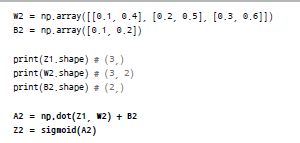 W2 = np.array([[0.1, 0.4], [0.2, 0.5], [0.3, 0.6]])
B2 = np.array([0.1, 0.2])
print(Z1.shape) # (3,)
print(W2.shape) # (3, 2)
print(B2.shape) # (2,)
A2 = np.dot(Z1, W2) + B2
Z2 = sigmoid(A2)